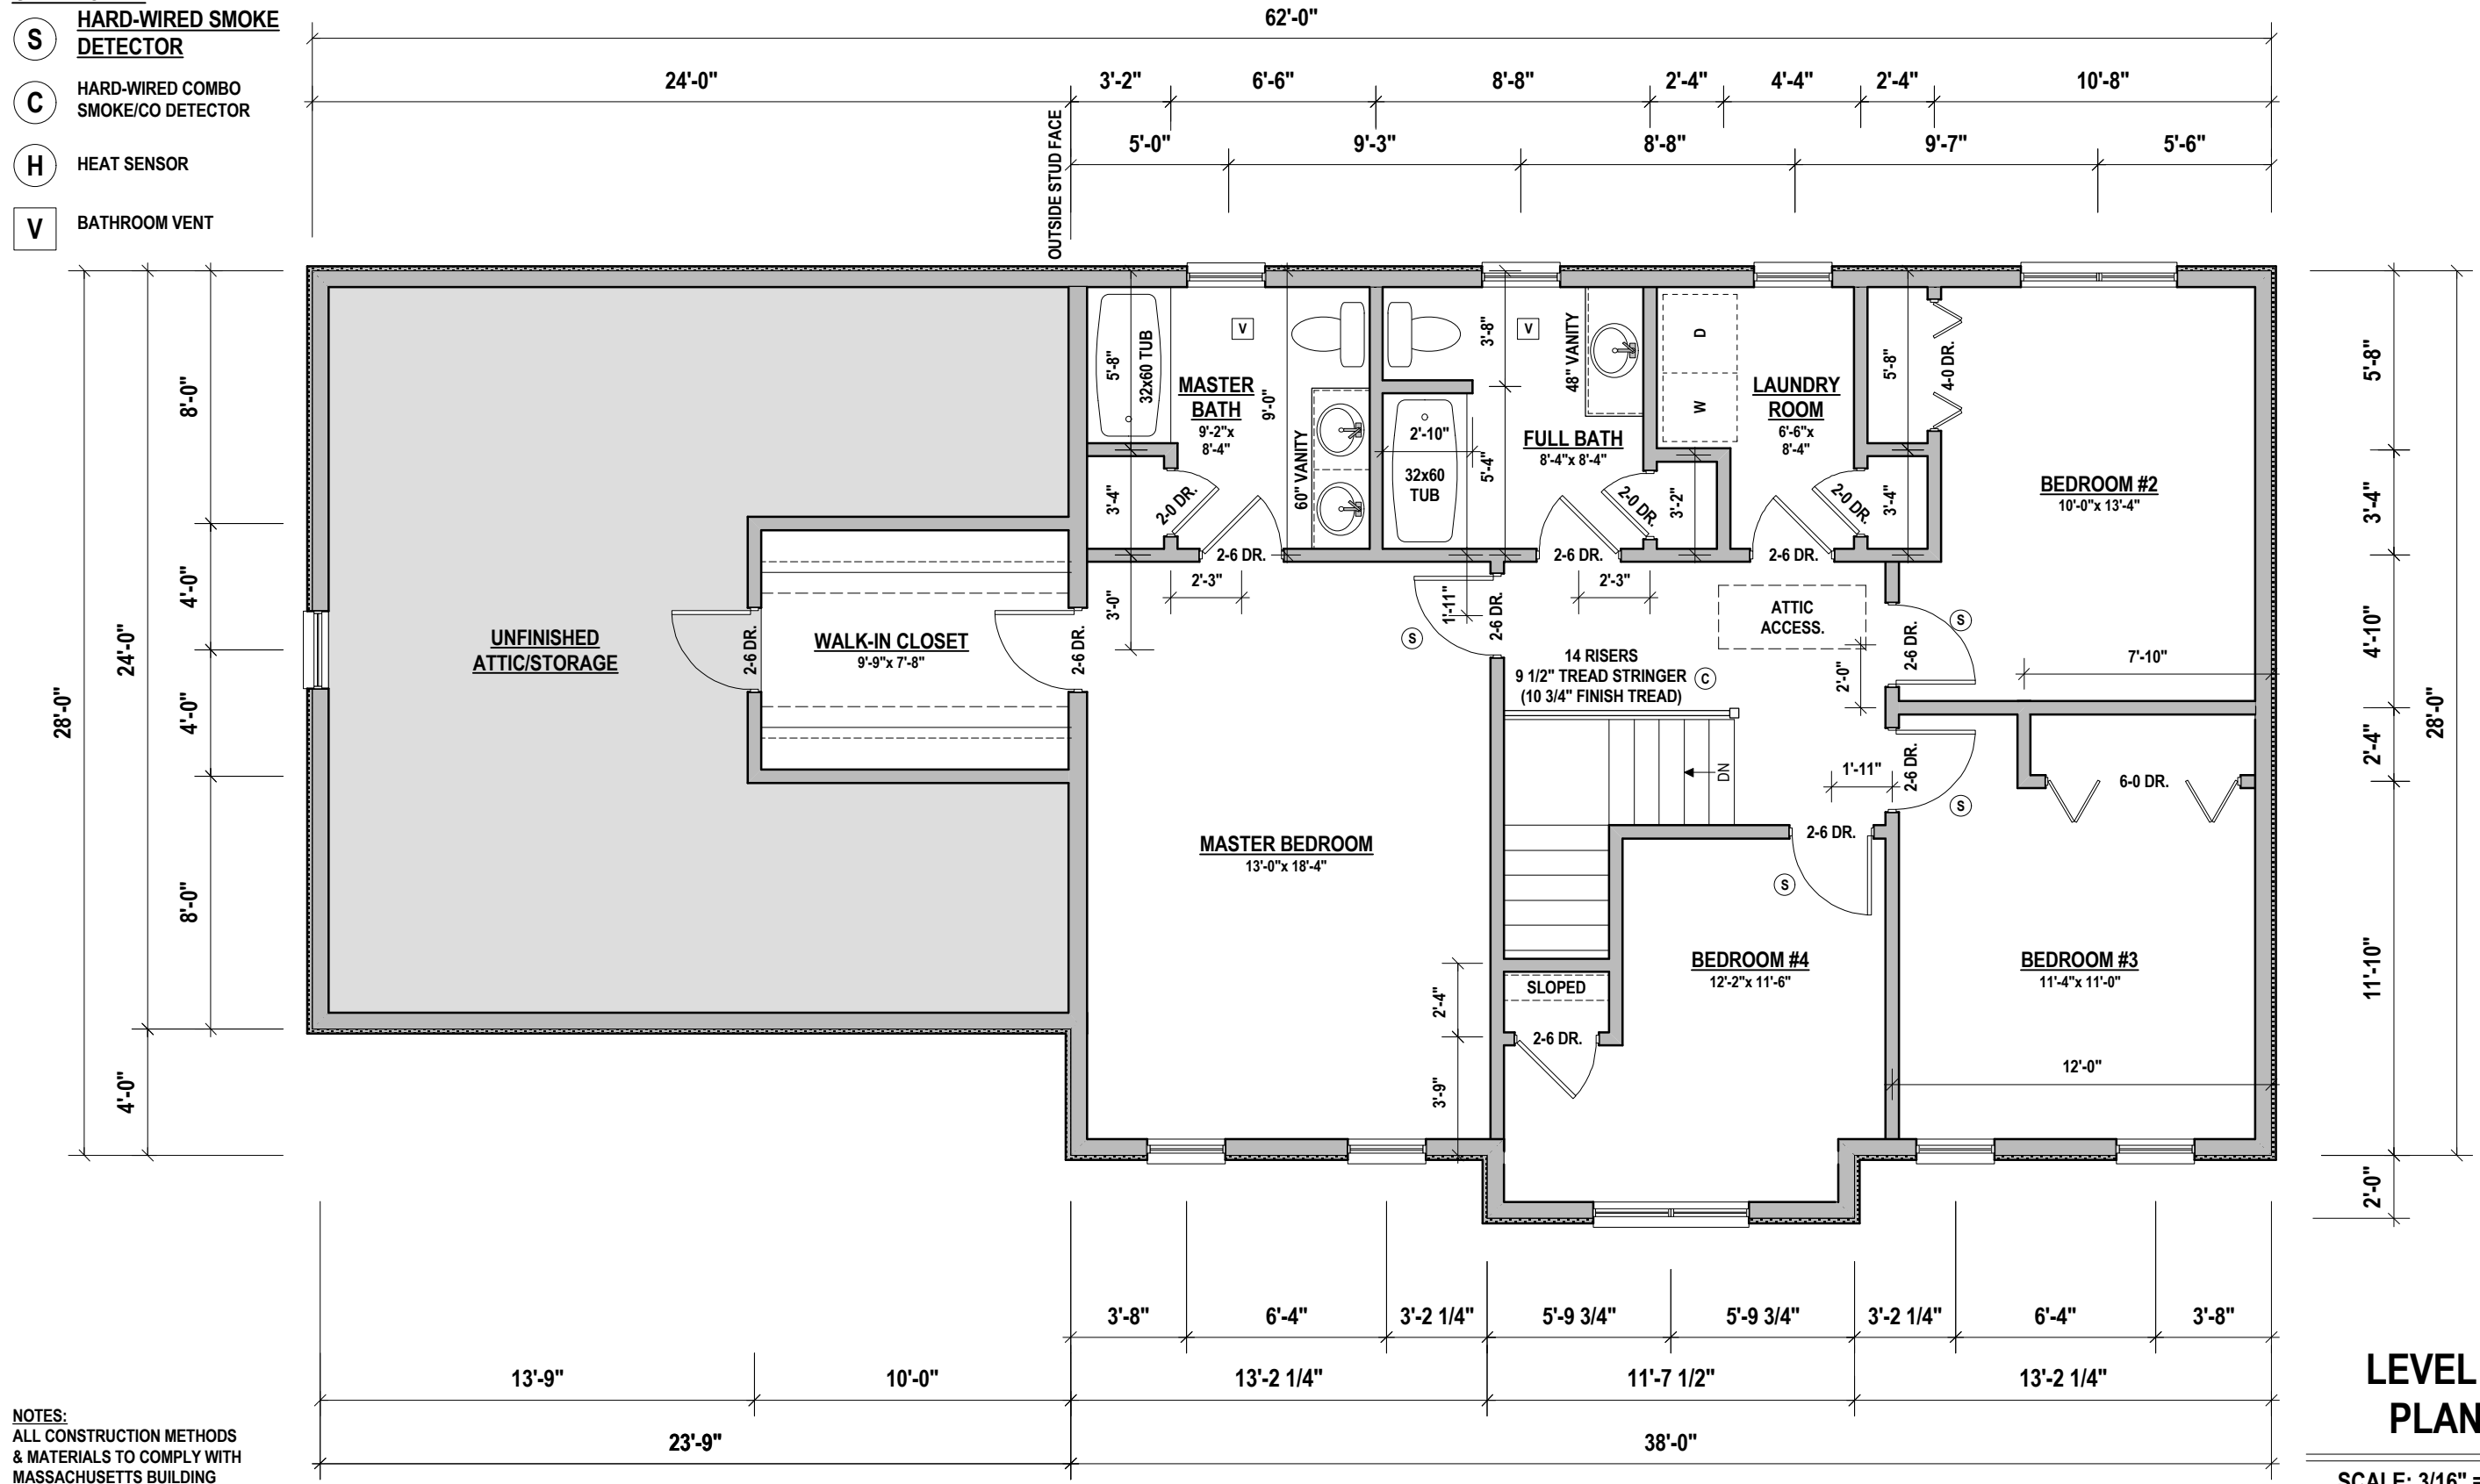 S
HARD-WIRED SMOKE
DETECTOR
C
HARD-WIRED COMBO
SMOKE/CO DETECTOR
H
HEAT SENSOR
V
BATHROOM VENT
62'-0"
24'-0"
3'-2"
6'-6"
8'-8"
2'-4"
4'-4"
2'-4"
10'-8"
5'-0"
9'-3"
8'-8"
9'-7"
5'-6"
OUTSIDE STUD FACE
28'-0"
24'-0"
4'-0"
8'-0"
4'-0"
4'-0"
8'-0"
UNFINISHED
ATTIC/STORAGE
2-6 DR.
WALK-IN CLOSET
9'-9"x 7'-8"
2-6 DR.
5'-8"
32x60 TUB
V
MASTER
BATH
9'-2"x
8'-4"
9'-0"
60" VANITY
3'-4"
2-0 DR.
2-6 DR.
2'-3"
3'-0"
3'-8"
V
48" VANITY
2'-10"
32x60
TUB
5'-4"
FULL BATH
8'-4"x 8'-4"
2-0 DR.
3'-2"
2-6 DR.
2'-3"
D
W
LAUNDRY
ROOM
6'-6"x
8'-4"
2-0 DR.
2-6 DR.
5'-8"
3'-4"
4-0 DR.
BEDROOM #2
10'-0"x 13'-4"
1'-11"
2-6 DR.
S
ATTIC
ACCESS.
14 RISERS
9 1/2" TREAD STRINGER
(10 3/4" FINISH TREAD)
C
2'-0"
2-6 DR.
S
7'-10"
DN
1'-11"
2-6 DR.
S
6-0 DR.
MASTER BEDROOM
13'-0"x 18'-4"
2-6 DR.
S
BEDROOM #4
12'-2"x 11'-6"
BEDROOM #3
11'-4"x 11'-0"
SLOPED
2-6 DR.
2'-4"
3'-9"
12'-0"
5'-8"
3'-4"
4'-10"
2'-4"
11'-10"
2'-0"
28'-0"
3'-8"
6'-4"
3'-2 1/4"
5'-9 3/4"
5'-9 3/4"
3'-2 1/4"
6'-4"
3'-8"
13'-9"
10'-0"
13'-2 1/4"
11'-7 1/2"
13'-2 1/4"
23'-9"
38'-0"
NOTES:
ALL CONSTRUCTION METHODS
& MATERIALS TO COMPLY WITH
MASSACHUSETTS BUILDING
LEVEL
PLAN
SCALE: 3/16" =